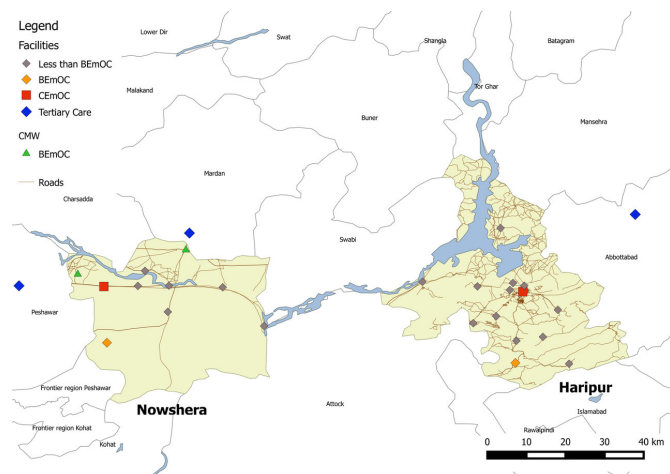 Legend
Facilities
Less than BEmOC
BEmOC
CEmOC
Tertiary Care
CMW
BEmOC
Roads
Lower Dir
Swat
Shangla
Batagram
Malakand
Tor Ghar
Buner
Mansehra
Mardan
Charsadda
Swabi
Abbottabad
Peshawar
Frontier region Peshawar
Nowshera
Attock
Haripur
Islamabad
Frontier region Kohat
Kohat
Rawalpindi
0 10 20 30 40 km